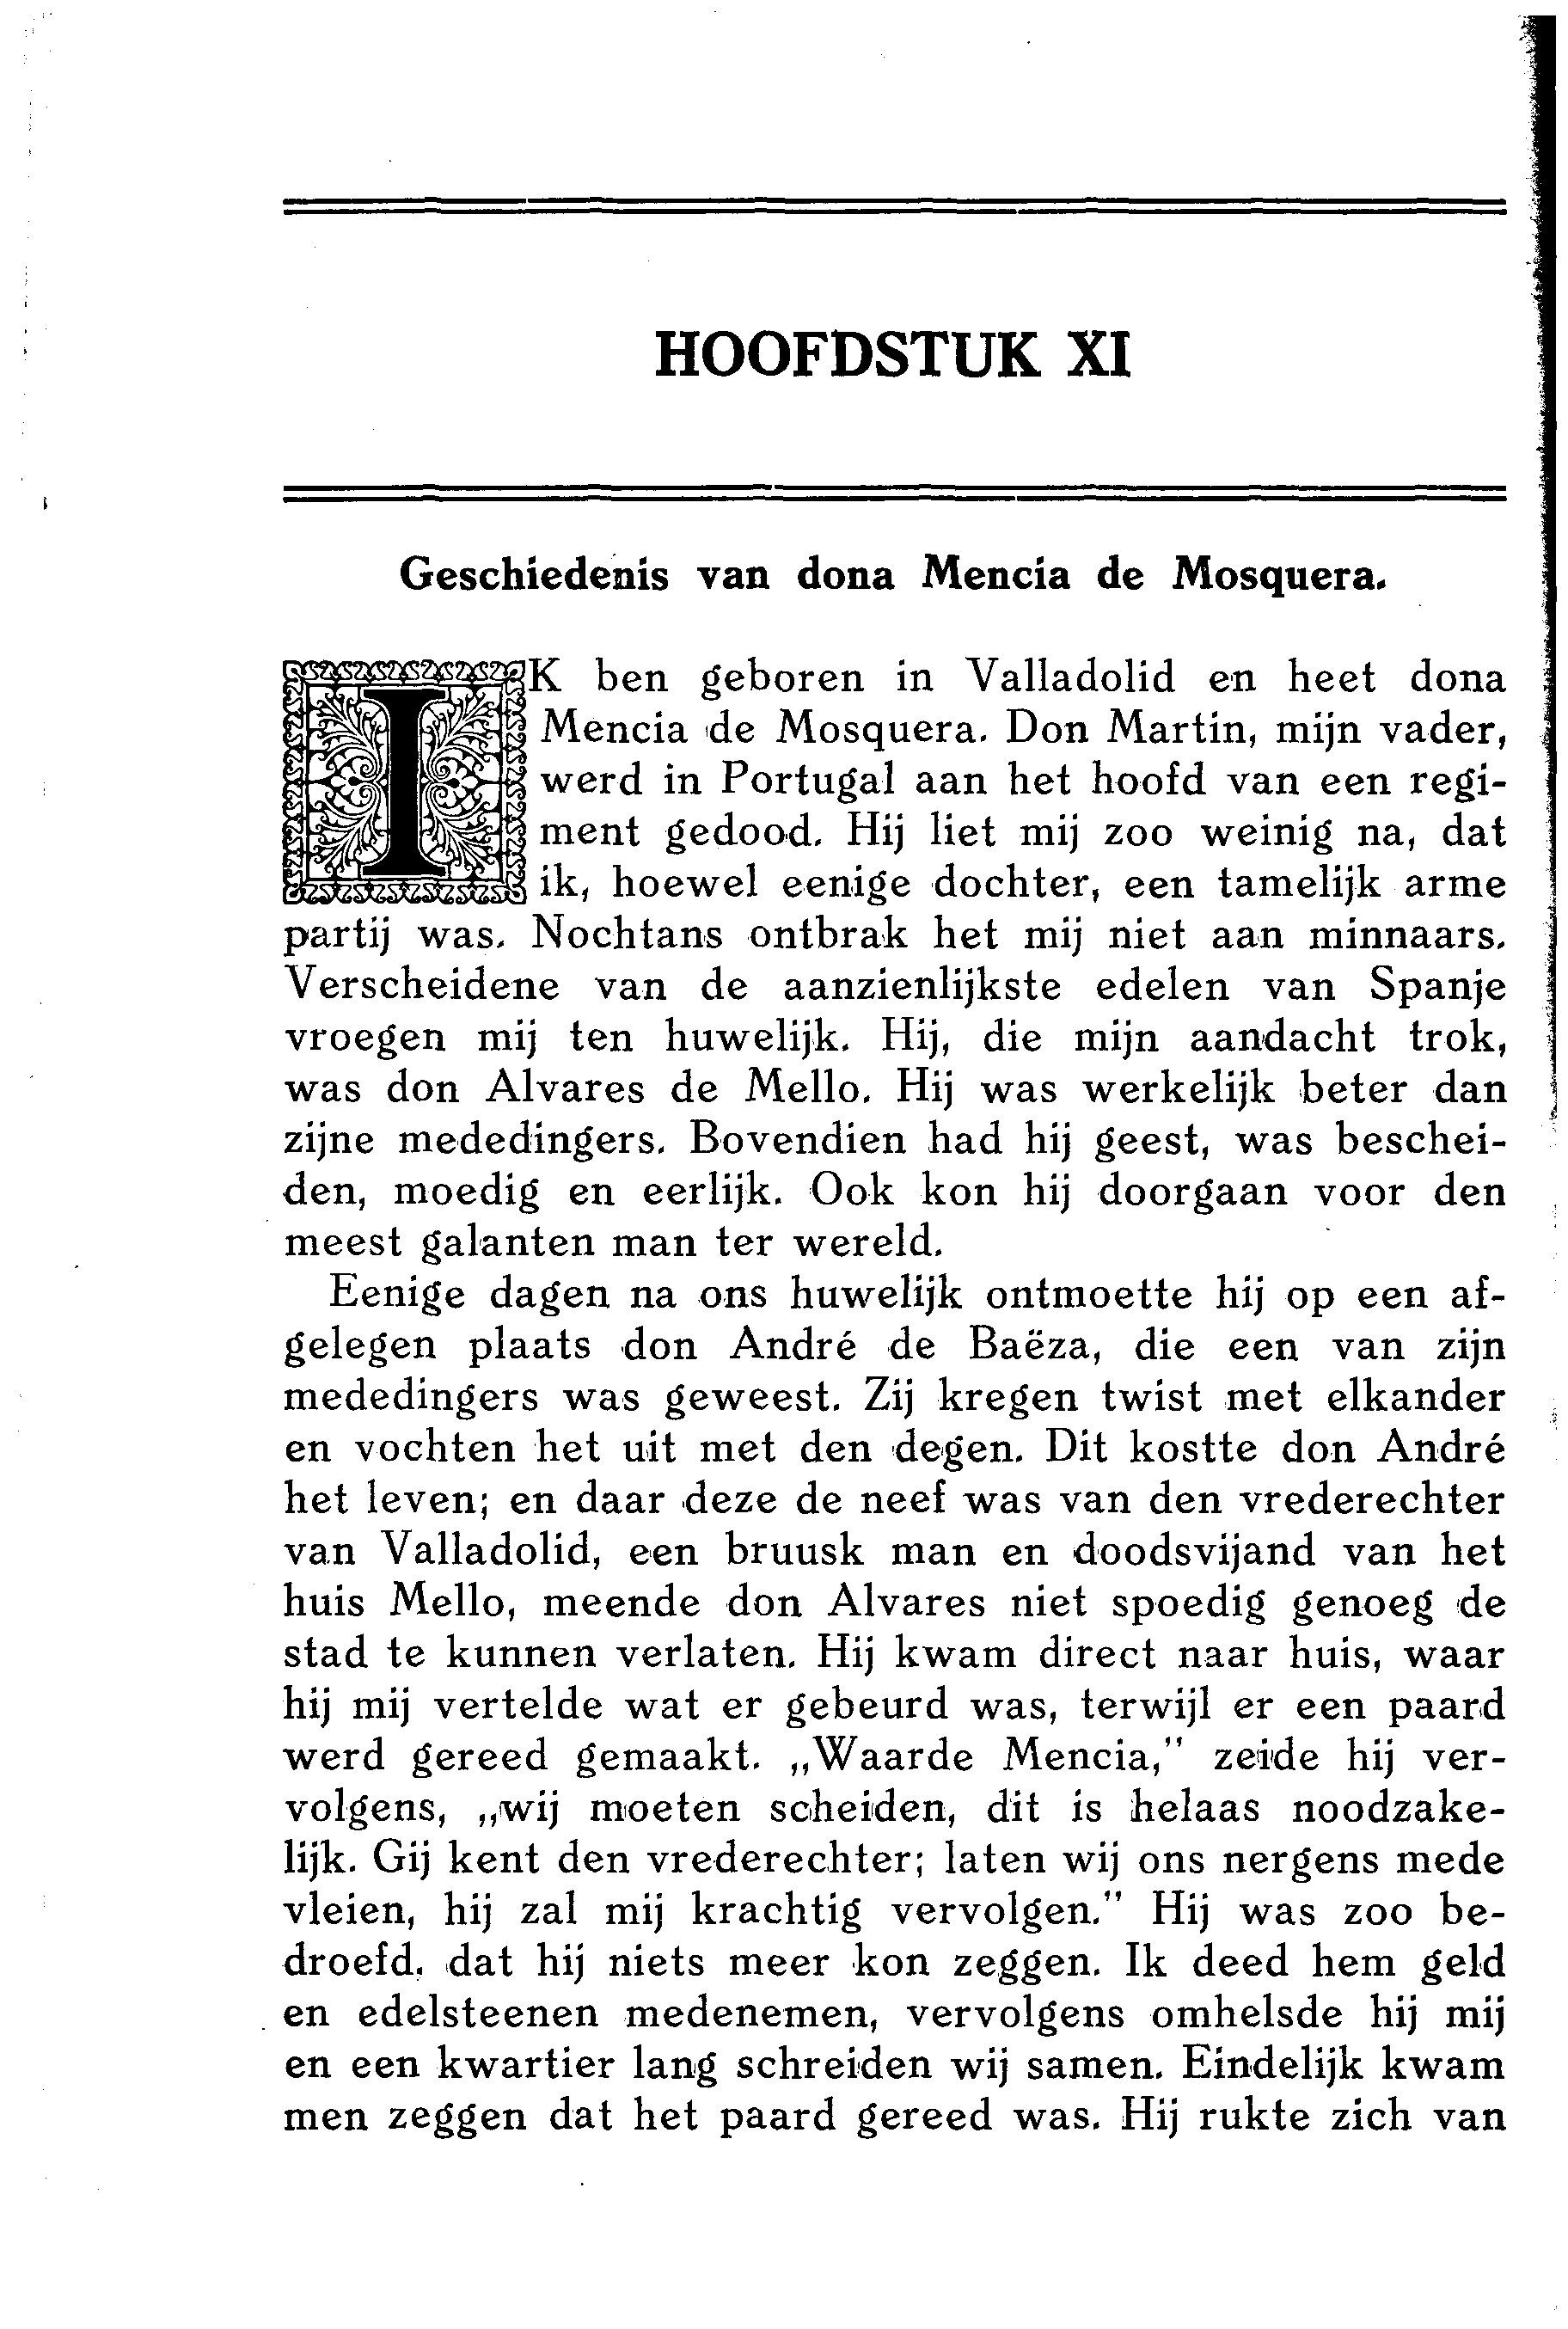 HOOFDSTUK XI
Geschiedenis van dona Mencia de Mosquera.
IK ben geboren in Valladolid en heet dona
Mencia de Mosquera. Don Martin, mijn vader,
werd in Portugal aan het hoofd van een regi-
ment gedood. Hij liet mij zoo weinig na, dat
ik, hoewel eenige dochter, een tamelijk arme
partij was. Nochtans ontbrak het mij niet aan minnaars.
Verscheidene van de aanzienlijkste edelen van Spanje
vroegen mij ten huwelijk. Hij, die mijn aandacht trok,
was don Alvares de Mello. Hij was werkelijk beter dan
zijne mededingers. Bovendien had hij geest, was beschei-
den, moedig en eerlijk. Ook kon hij doorgaan voor den
meest galanten man ter wereld.
Eenige dagen na ons huwelijk ontmoette hij op een af-
gelegen plaats don André de Baëza, die een van zijn
mededingers was geweest. Zij kregen twist met elkander
en vochten het uit met den degen. Dit kostte don André
het leven; en daar deze de neef was van den vrederechter
van Valladolid, een bruusk man en doodsvijand van het
huis Mello, meende don Alvares niet spoedig genoeg de
stad te kunnen verlaten. Hij kwam direct naar huis, waar
hij mij vertelde wat er gebeurd was, terwijl er een paard
werd gereed gemaakt. „Waarde Mencia,” zeide hij ver-
volgens, „wij moeten scheiden, dit is helaas noodzake-
lijk. Gij kent den vrederechter; laten wij ons nergens mede
vleien, hij zal mij krachtig vervolgen.” Hij was zoo be-
droefd, dat hij niets meer kon zeggen. Ik deed hem geld
en edelsteenen medenemen, vervolgens omhelsde hij mij
en een kwartier lang schreiden wij samen. Eindelijk kwam
men zeggen dat het paard gereed was. Hij rukte zich van